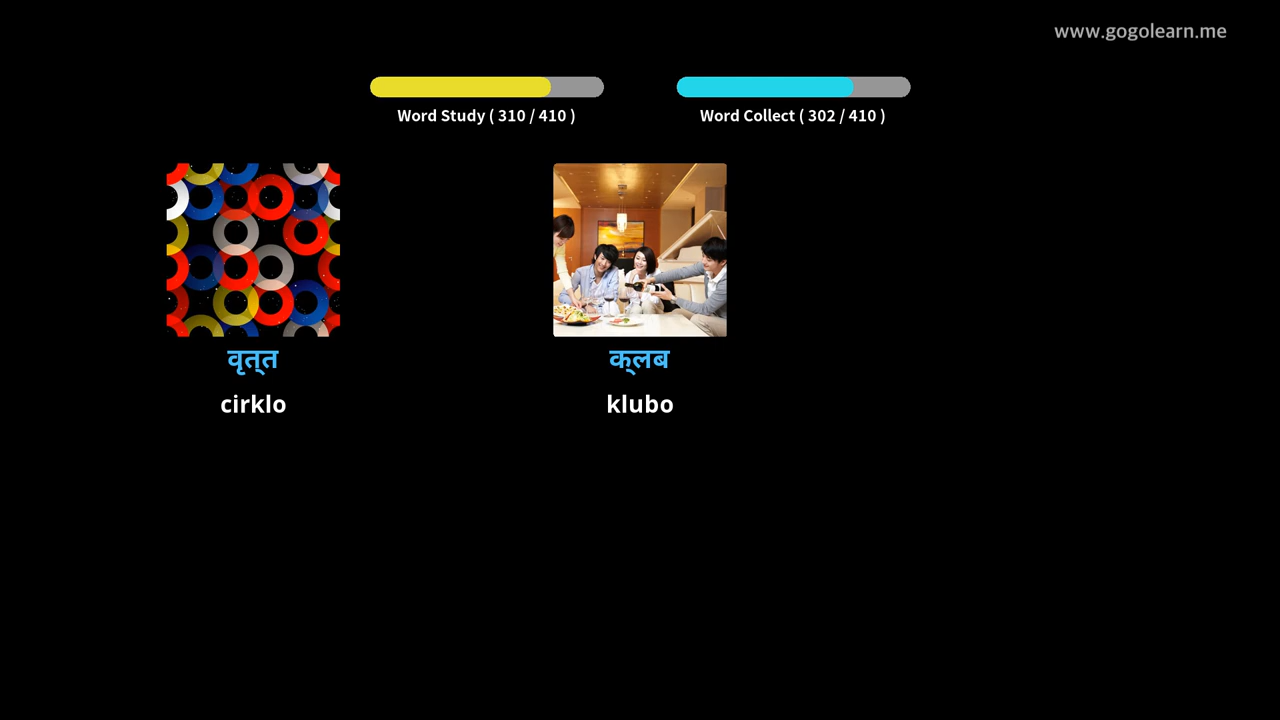 www.gogolearn.me
Word Study ( 310 / 410 )
Word Collect ( 302 / 410 )
वृत्त
क्लब
cirklo
klubo